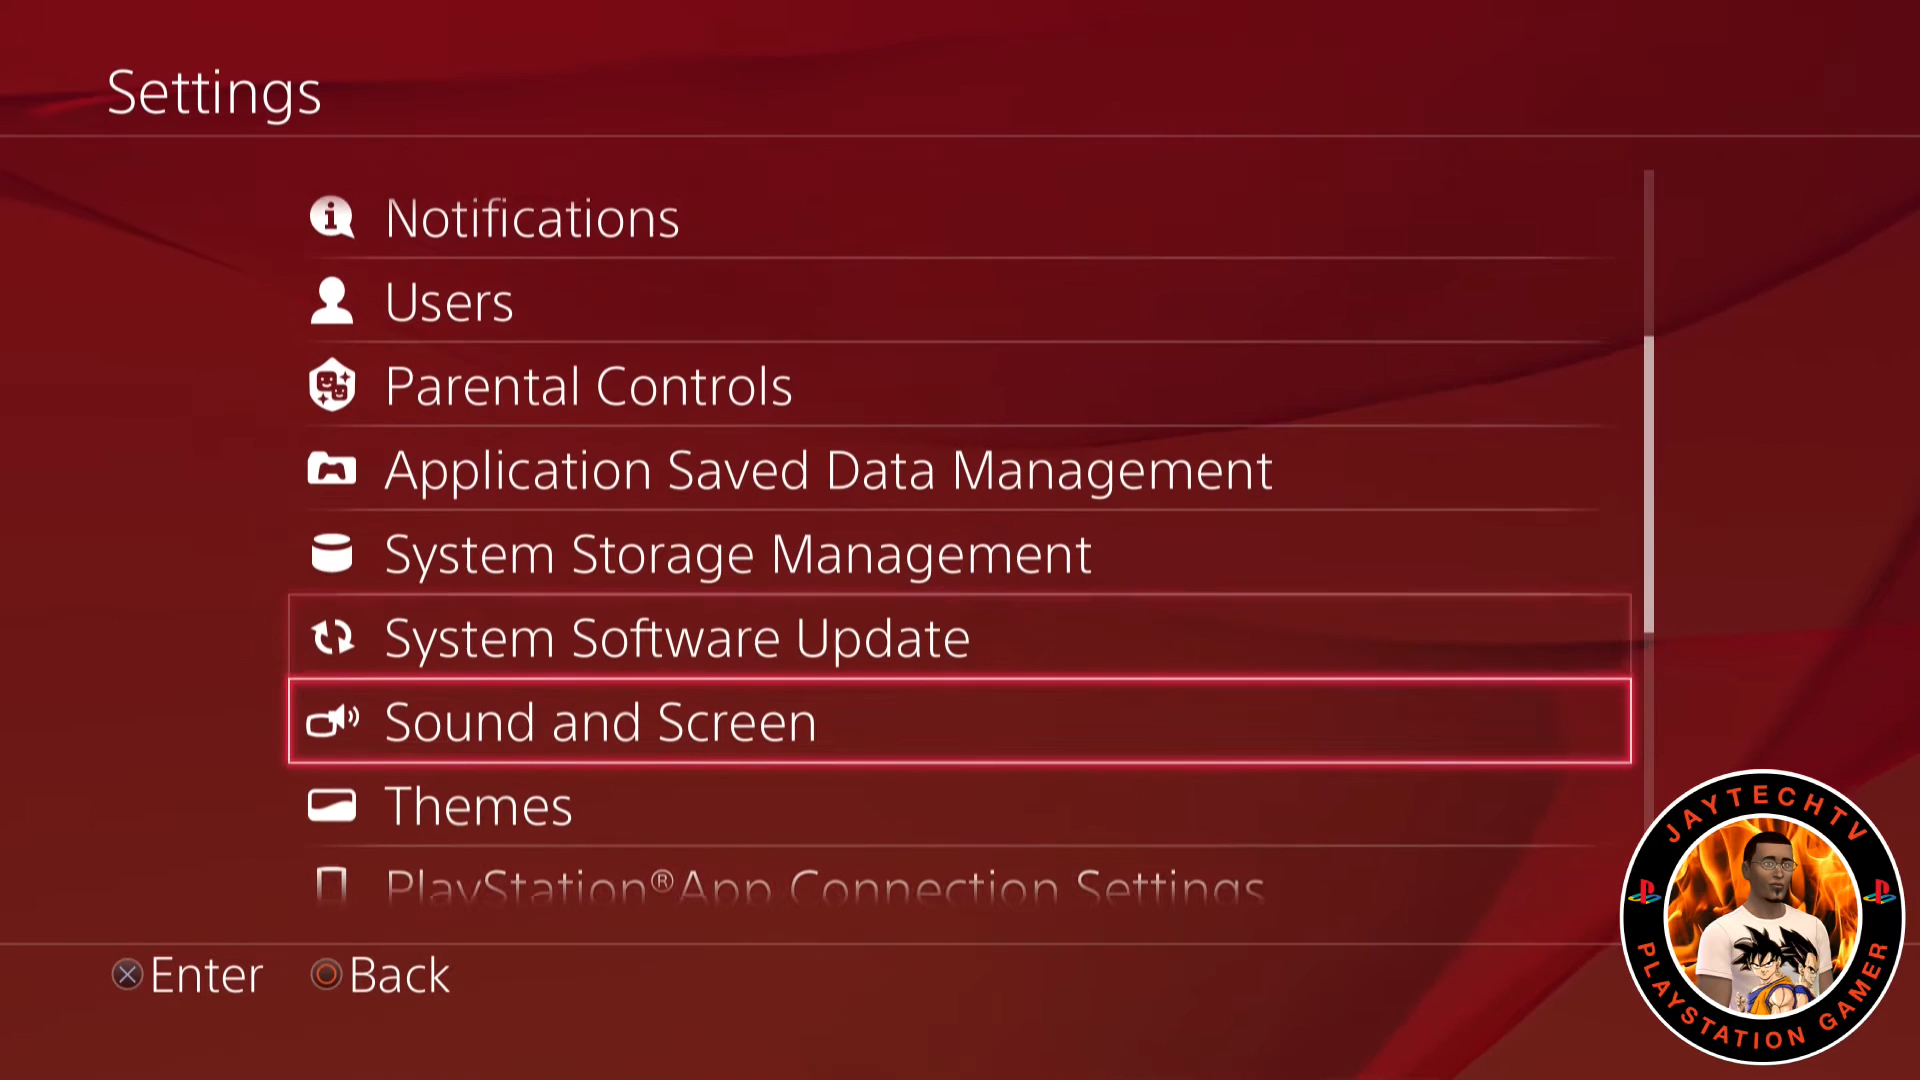 Settings
Notifications
Users
Parental Controls
Application Saved Data Management
System Storage Management
System Software Update
Sound and Screen
Themes
PlayStation®App Connection Settings
Enter
Back
JAYTECHTV
PLAYSTATION GAMER